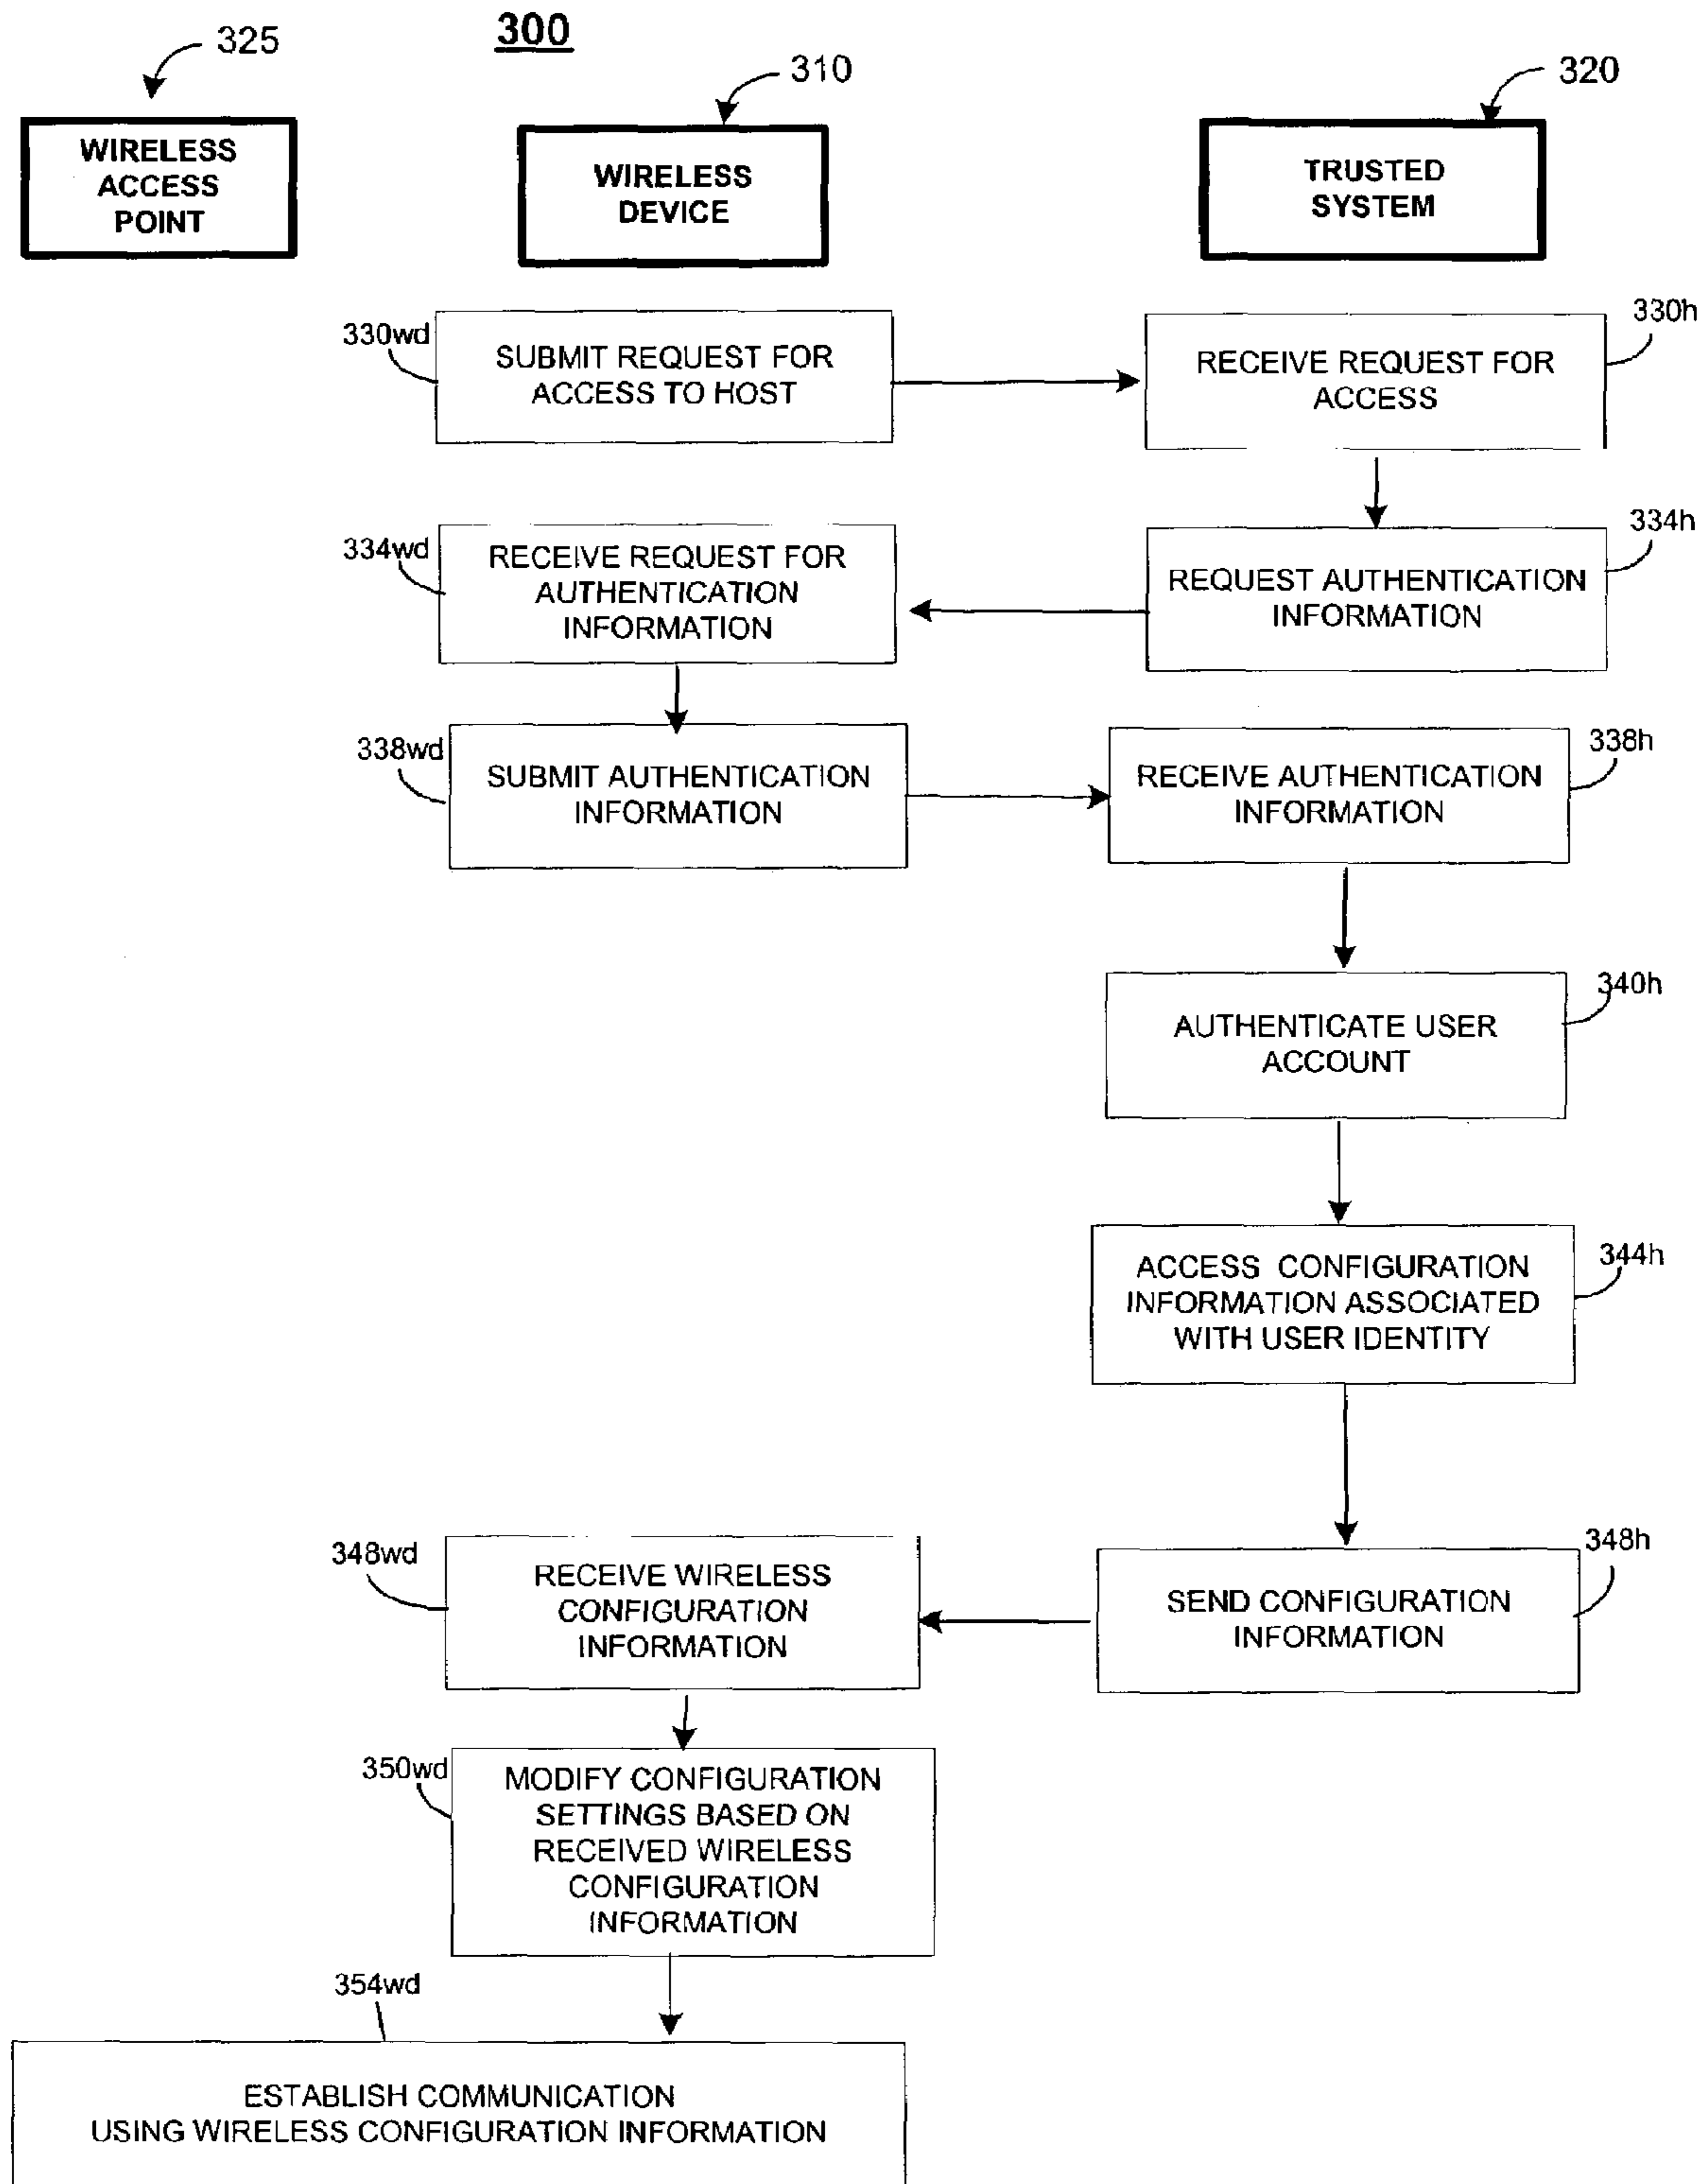 300
325
310
320
WIRELESS
ACCESS
POINT
WIRELESS
DEVICE
TRUSTED
SYSTEM
330wd
SUBMIT REQUEST FOR
ACCESS TO HOST
330h
RECEIVE REQUEST FOR
ACCESS
334wd
RECEIVE REQUEST FOR
AUTHENTICATION
INFORMATION
334h
REQUEST AUTHENTICATION
INFORMATION
338wd
SUBMIT AUTHENTICATION
INFORMATION
338h
RECEIVE AUTHENTICATION
INFORMATION
340h
AUTHENTICATE USER
ACCOUNT
344h
ACCESS CONFIGURATION
INFORMATION ASSOCIATED
WITH USER IDENTITY
348wd
RECEIVE WIRELESS
CONFIGURATION
INFORMATION
348h
SEND CONFIGURATION
INFORMATION
350wd
MODIFY CONFIGURATION
SETTINGS BASED ON
RECEIVED WIRELESS
CONFIGURATION
INFORMATION
354wd
ESTABLISH COMMUNICATION
USING WIRELESS CONFIGURATION INFORMATION